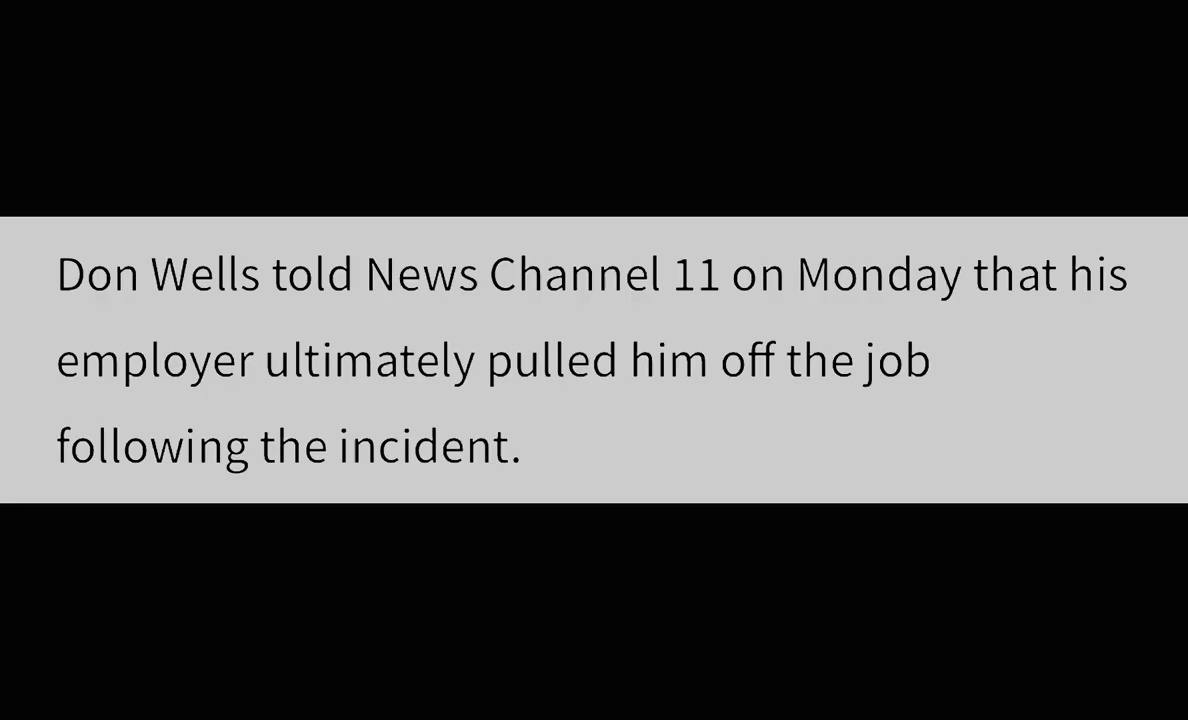 Don Wells told News Channel 11 on Monday that his
employer ultimately pulled him off the job
following the incident.